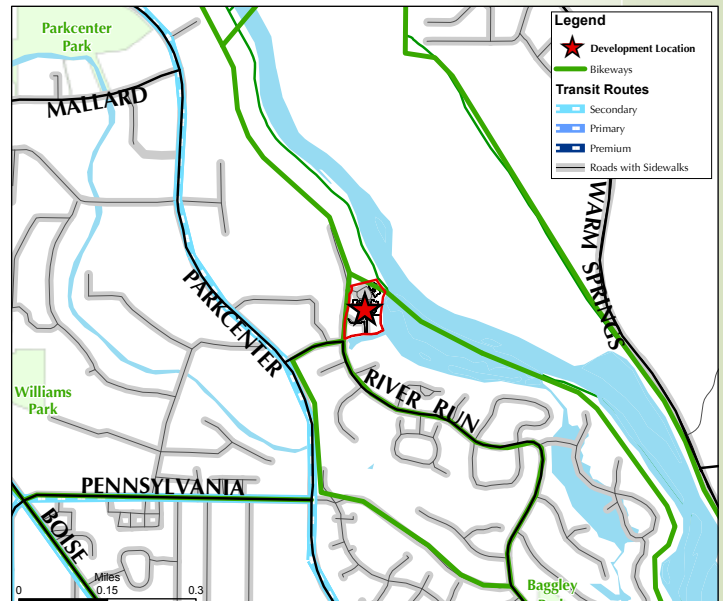 Parkcenter
Park
MALLARD
Legend
Development Location
Bikeways
Transit Routes
Secondary
Primary
Premium
Roads with Sidewalks
WARM SPRINGS
PARKCENTER
RIVER RUN
Williams
Park
PENNSYLVANIA
BOISE
Miles
0 0.15 0.3
Baggley